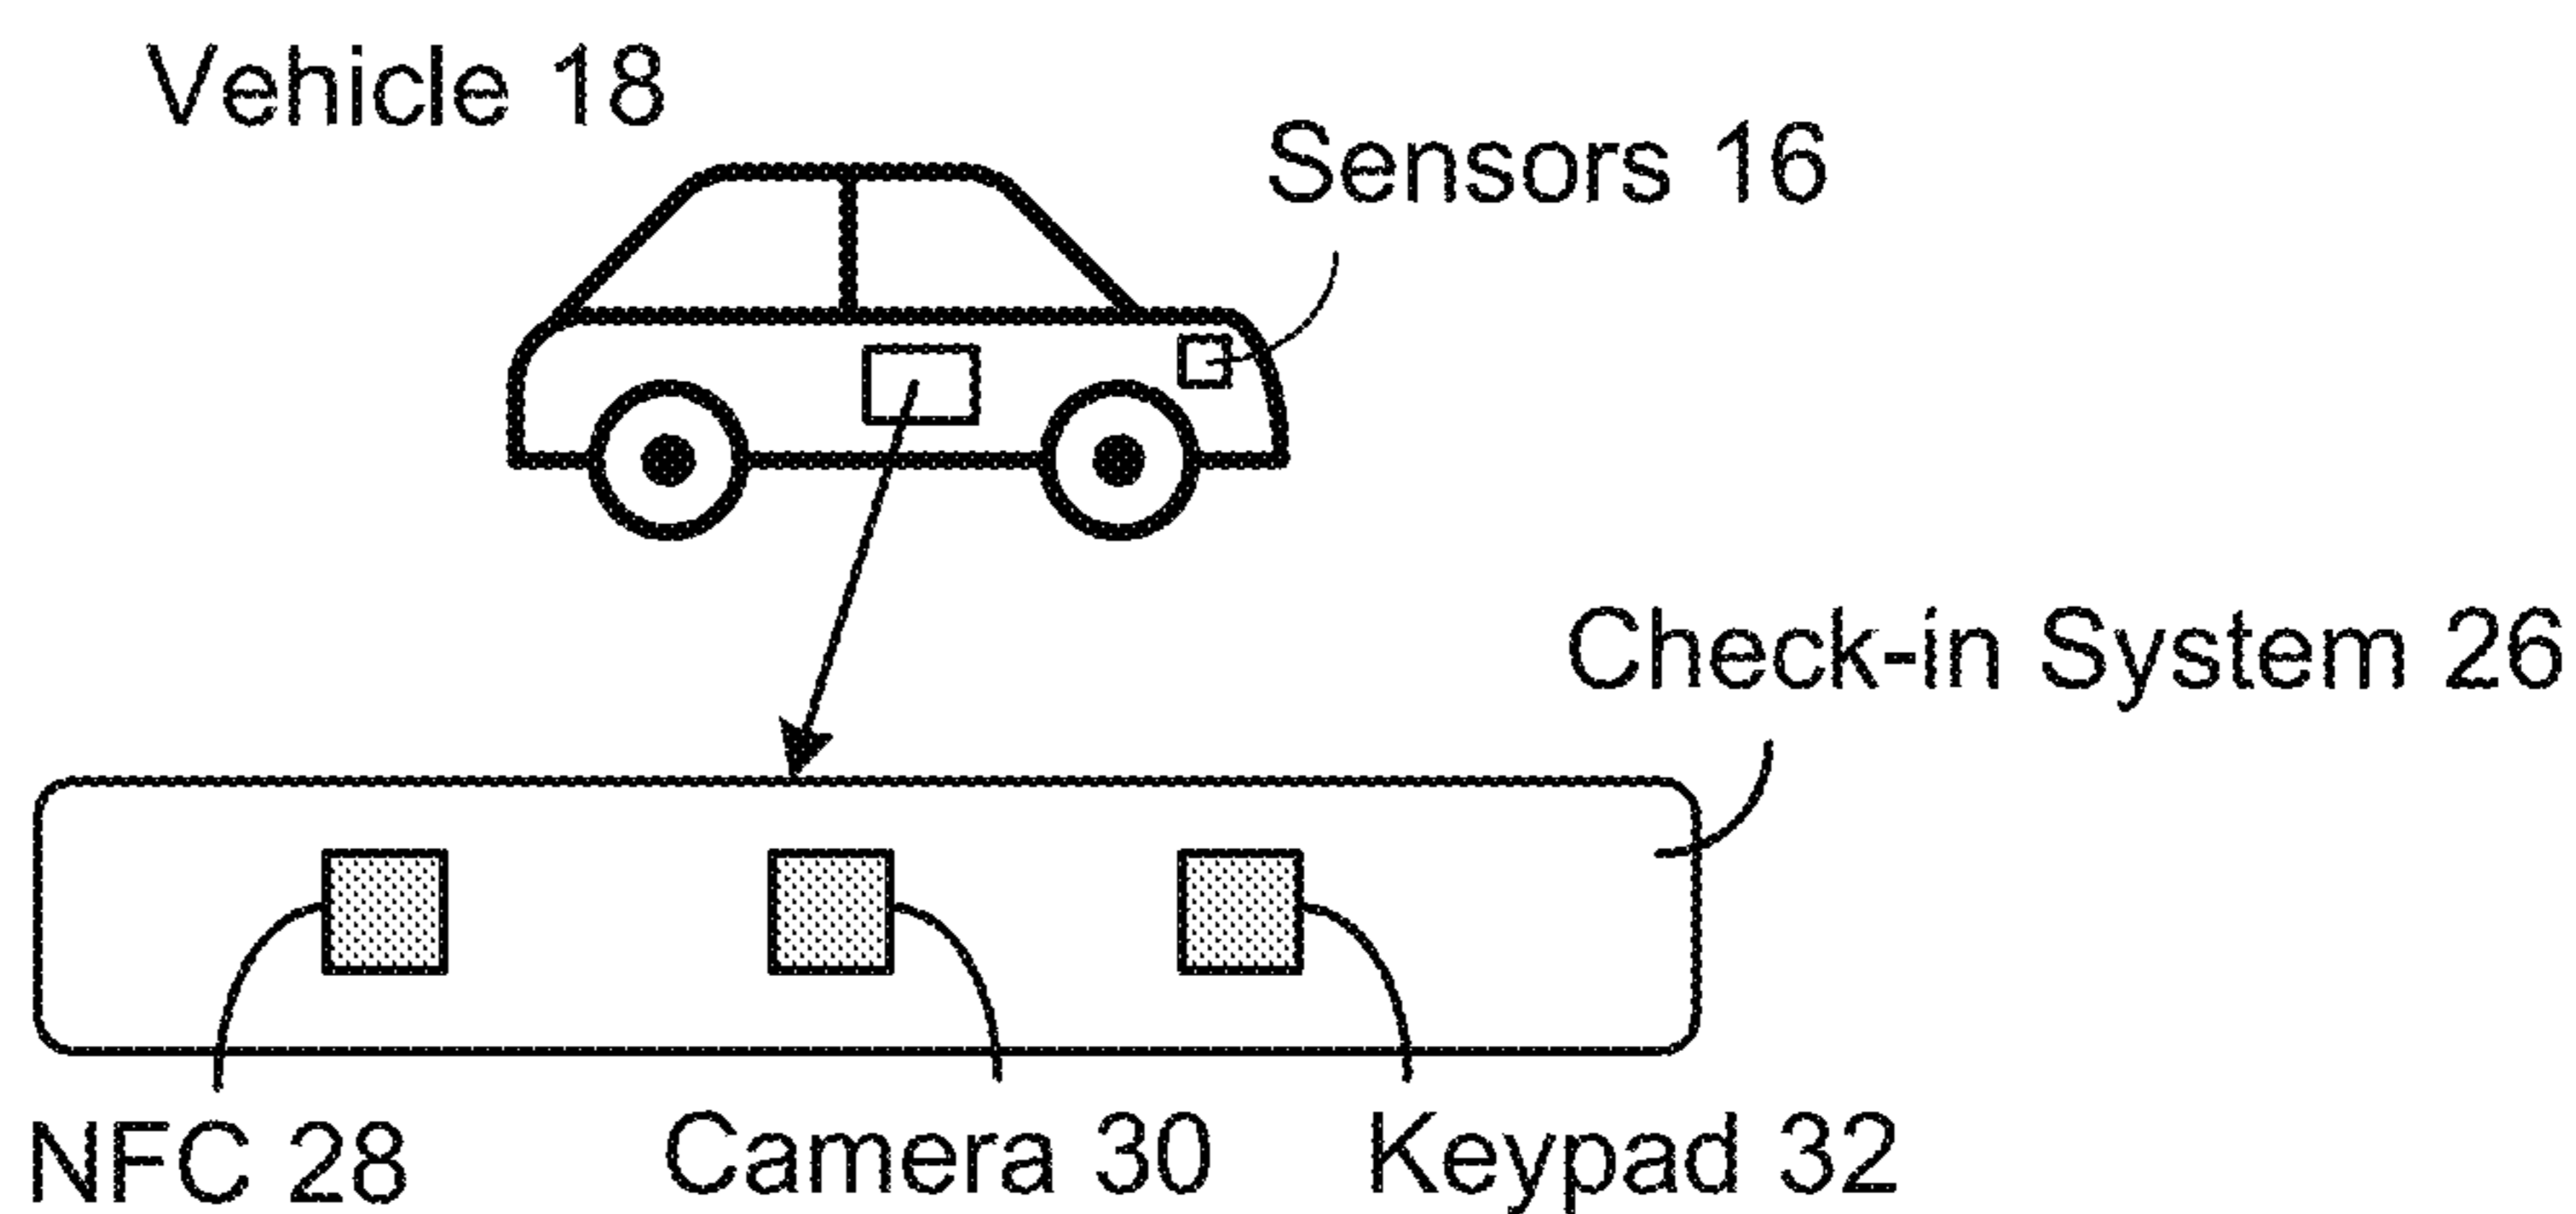 Vehicle 18
Sensors 16
Check-in System 26
NFC 28
Camera 30
Keypad 32